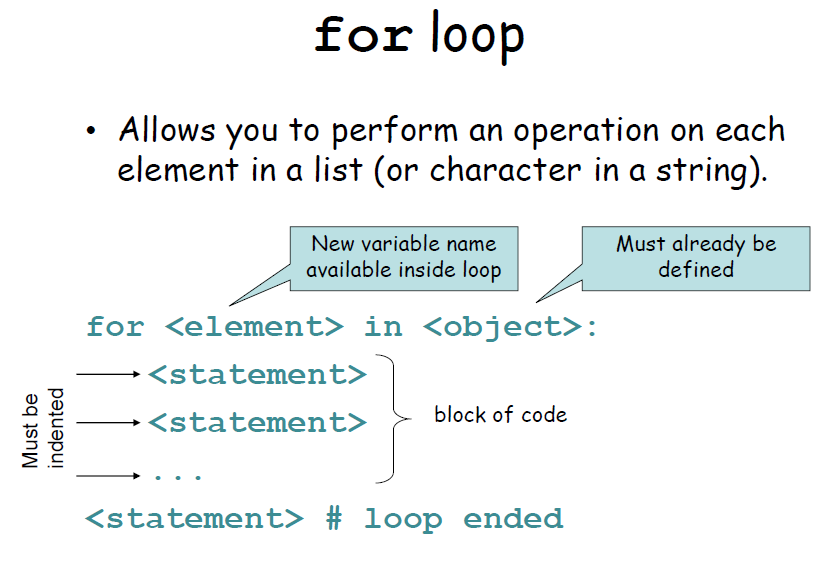 for loop
• Allows you to perform an operation on each
element in a list (or character in a string).
New variable name
available inside loop
Must already be
defined
for <element> in <object>:
<statement>
<statement>
...
Must be
indented
block of code
<statement> # loop ended